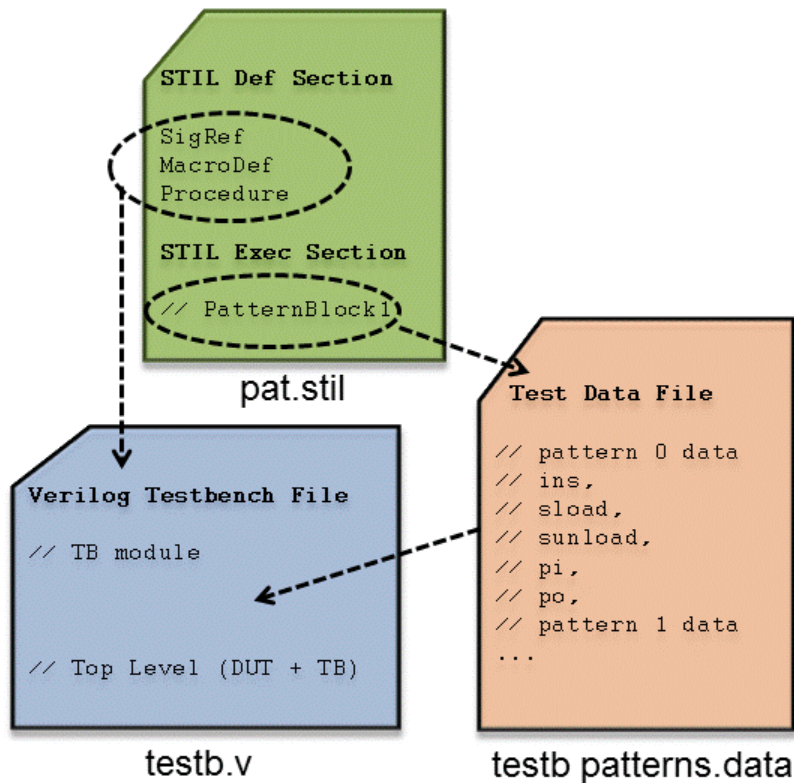 STIL Def Section
SigRef
MacroDef
Procedure
STIL Exec Section
// PatternBlock1
pat.stil
Test Data File
// pattern 0 data
// ins,
// sload,
// sunload,
// pi,
// po,
// pattern 1 data
...
testb patterns.data
Verilog Testbench File
// TB module
// Top Level (DUT + TB)
testb.v